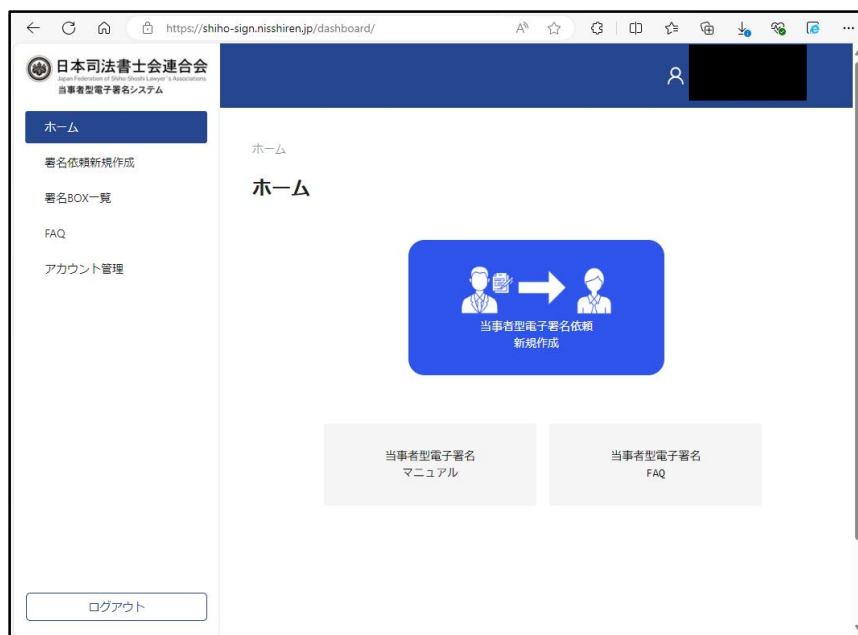 https://shiho-sign.nisshiren.jp/dashboard/
日本司法書士会連合会
Japan Federation of Shiho-Shoshi Lawyer's Associations
当事者型電子署名システム
ホーム
署名依頼新規作成
署名BOX一覧
FAQ
アカウント管理
ログアウト
ホーム
ホーム
当事者型電子署名依頼
新規作成
当事者型電子署名
マニュアル
当事者型電子署名
FAQ